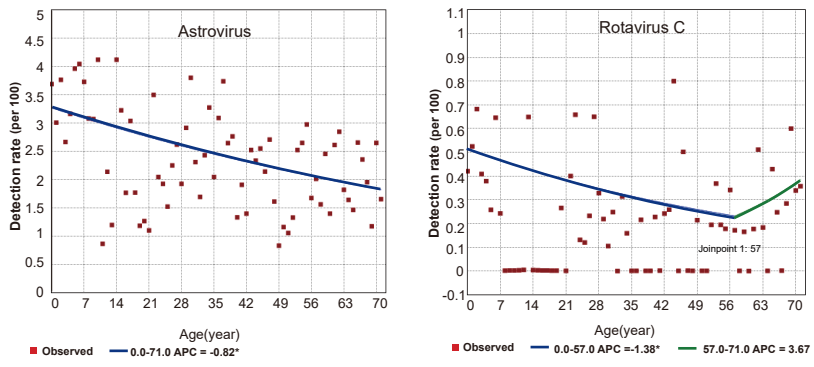 Astrovirus
Detection rate (per 100)
5
4.5
4
3.5
3
2.5
2
1.5
1
0.5
0
0 7 14 21 28 35 42 49 56 63 70
Age(year)
Observed 0.0-71.0 APC = -0.82*
Rotavirus C
Detection rate (per 100)
1.1
1
0.9
0.8
0.7
0.6
0.5
0.4
0.3
0.2
0.1
0
-0.1
Joinpoint 1: 57
0 7 14 21 28 35 42 49 56 63 70
Age(year)
Observed 0.0-57.0 APC =-1.38* 57.0-71.0 APC = 3.67